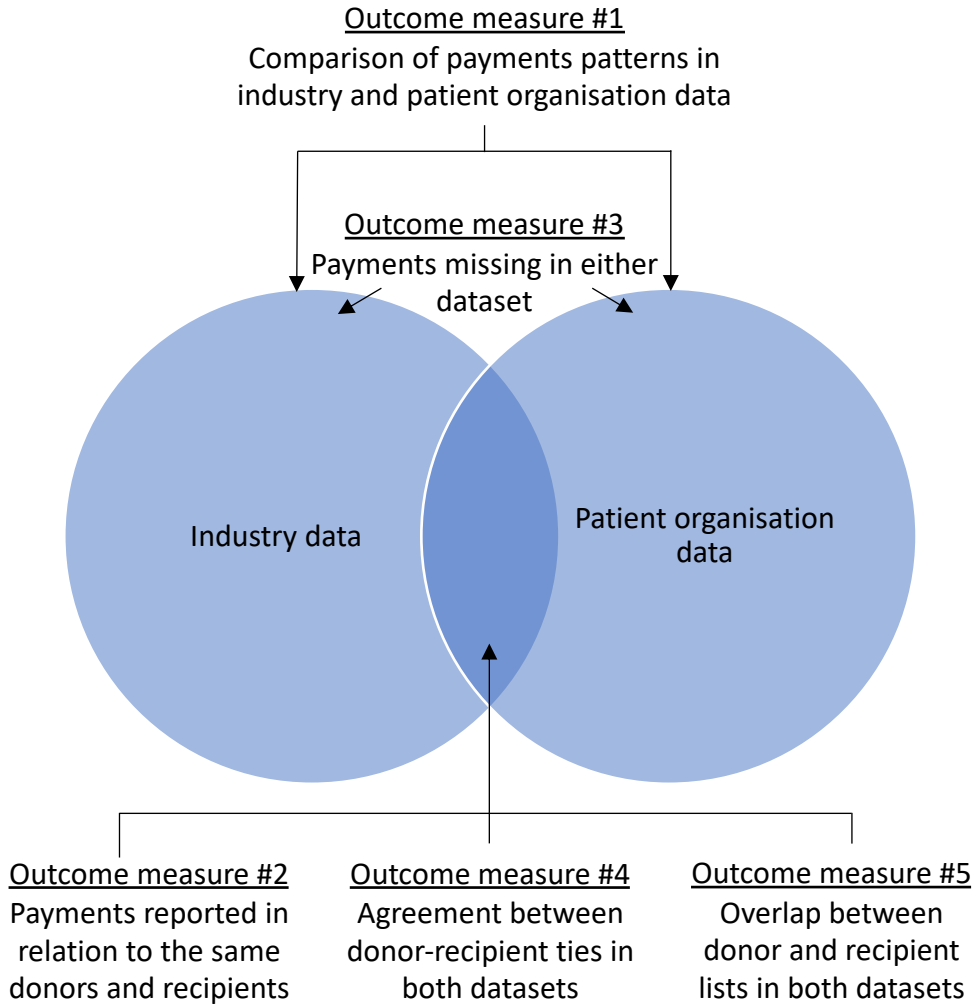 Outcome measure #1
Comparison of payments patterns in
industry and patient organisation data
Outcome measure #3
Payments missing in either
dataset
Industry data
Patient organisation
data
Outcome measure #2
Payments reported in
relation to the same
donors and recipients
Outcome measure #4
Agreement between
donor-recipient ties in
both datasets
Outcome measure #5
Overlap between
donor and recipient
lists in both datasets